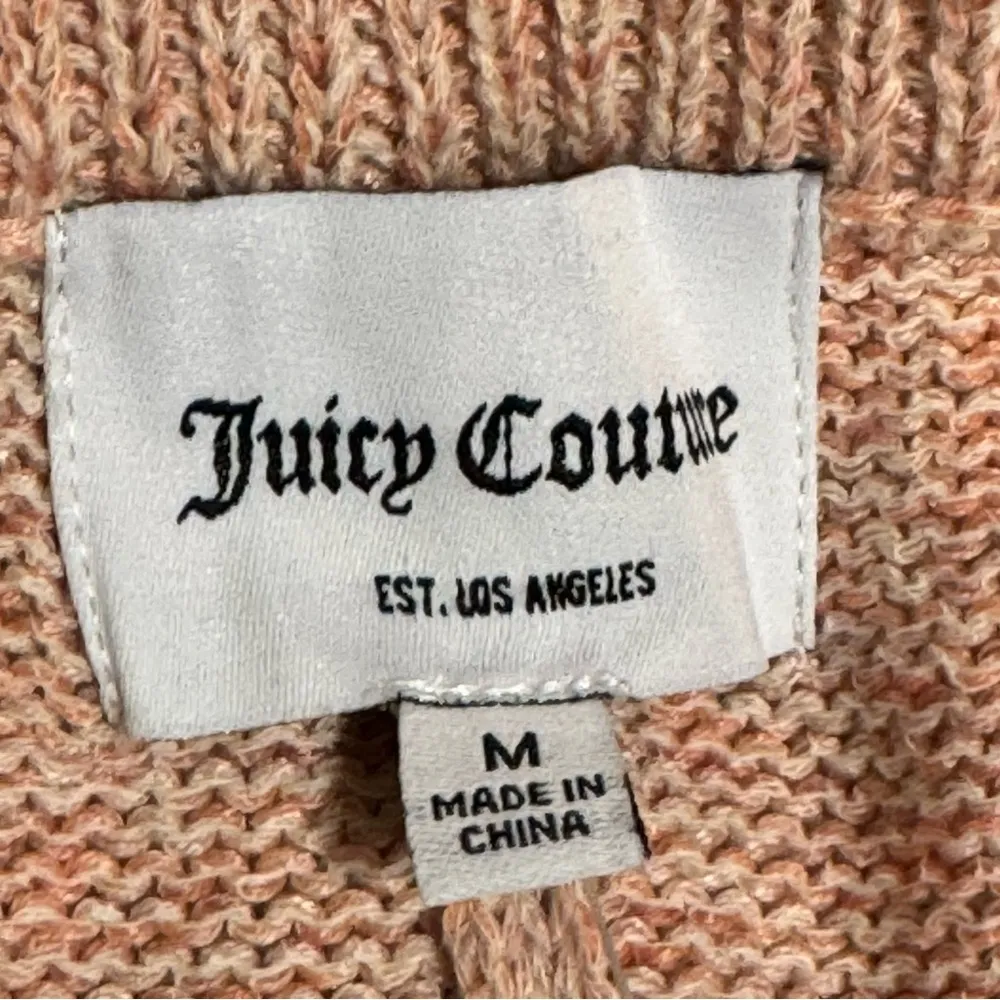 Juicy Couture
EST. LOS ANGELES
M
MADE IN
CHINA